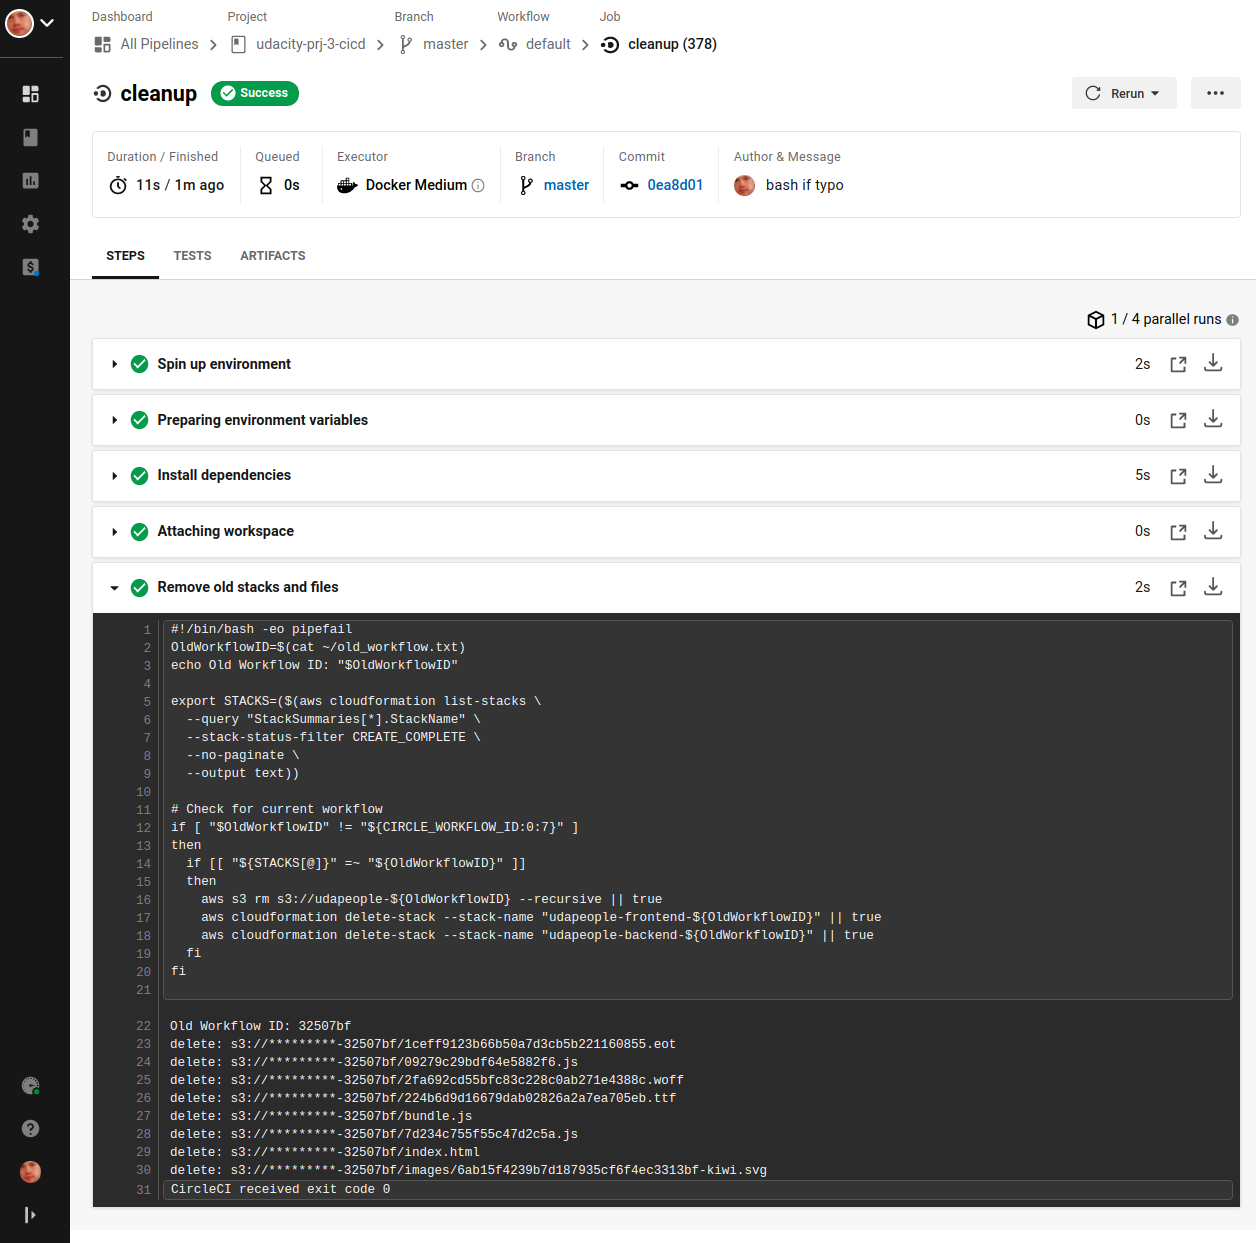 Dashboard Project Branch Workflow Job
All Pipelines udacity-prj-3-cicd master default cleanup (378)
cleanup Success Rerun
Duration / Finished Queued Executor Branch Commit Author & Message
11s / 1m ago 0s Docker Medium master 0ea8d01 bash if typo
STEPS TESTS ARTIFACTS
1 / 4 parallel runs
Spin up environment 2s
Preparing environment variables 0s
Install dependencies 5s
Attaching workspace 0s
Remove old stacks and files 2s
1 #!/bin/bash -eo pipefail
2 OldWorkflowID=$(cat ~/old_workflow.txt)
3 echo Old Workflow ID: "$OldWorkflowID"
4
5 export STACKS=($(aws cloudformation list-stacks \
6   --query "StackSummaries[*].StackName" \
7   --stack-status-filter CREATE_COMPLETE \
8   --no-paginate \
9   --output text))
10
11 # Check for current workflow
12 if [ "$OldWorkflowID" != "${CIRCLE_WORKFLOW_ID:0:7}" ]
13 then
14   if [[ "${STACKS[@]}" =~ "${OldWorkflowID}" ]]
15   then
16     aws s3 rm s3://udapeople-${OldWorkflowID} --recursive || true
17     aws cloudformation delete-stack --stack-name "udapeople-frontend-${OldWorkflowID}" || true
18     aws cloudformation delete-stack --stack-name "udapeople-backend-${OldWorkflowID}" || true
19   fi
20 fi
21
22 Old Workflow ID: 32507bf
23 delete: s3://*********-32507bf/1ceff9123b66b50a7d3cb5b221160855.eot
24 delete: s3://*********-32507bf/09279c29bdf64e5882f6.js
25 delete: s3://*********-32507bf/2fa692cd55bfc83c228c0ab271e4388c.woff
26 delete: s3://*********-32507bf/224b6d9d16679dab02826a2a7ea705eb.ttf
27 delete: s3://*********-32507bf/bundle.js
28 delete: s3://*********-32507bf/7d234c755f55c47d2c5a.js
29 delete: s3://*********-32507bf/index.html
30 delete: s3://*********-32507bf/images/6ab15f4239b7d187935cf6f4ec3313bf-kiwi.svg
31 CircleCI received exit code 0